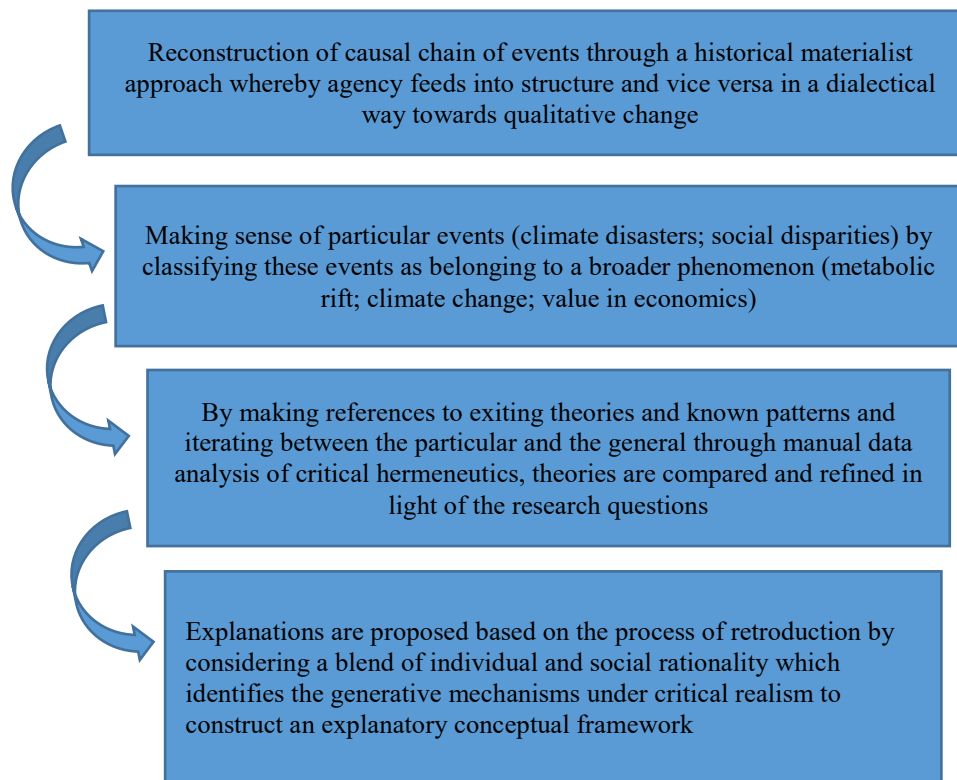 Reconstruction of causal chain of events through a historical materialist
approach whereby agency feeds into structure and vice versa in a dialectical
way towards qualitative change
Making sense of particular events (climate disasters; social disparities) by
classifying these events as belonging to a broader phenomenon (metabolic
rift; climate change; value in economics)
By making references to exiting theories and known patterns and
iterating between the particular and the general through manual data
analysis of critical hermeneutics, theories are compared and refined in
light of the research questions
Explanations are proposed based on the process of retroduction by
considering a blend of individual and social rationality which
identifies the generative mechanisms under critical realism to
construct an explanatory conceptual framework